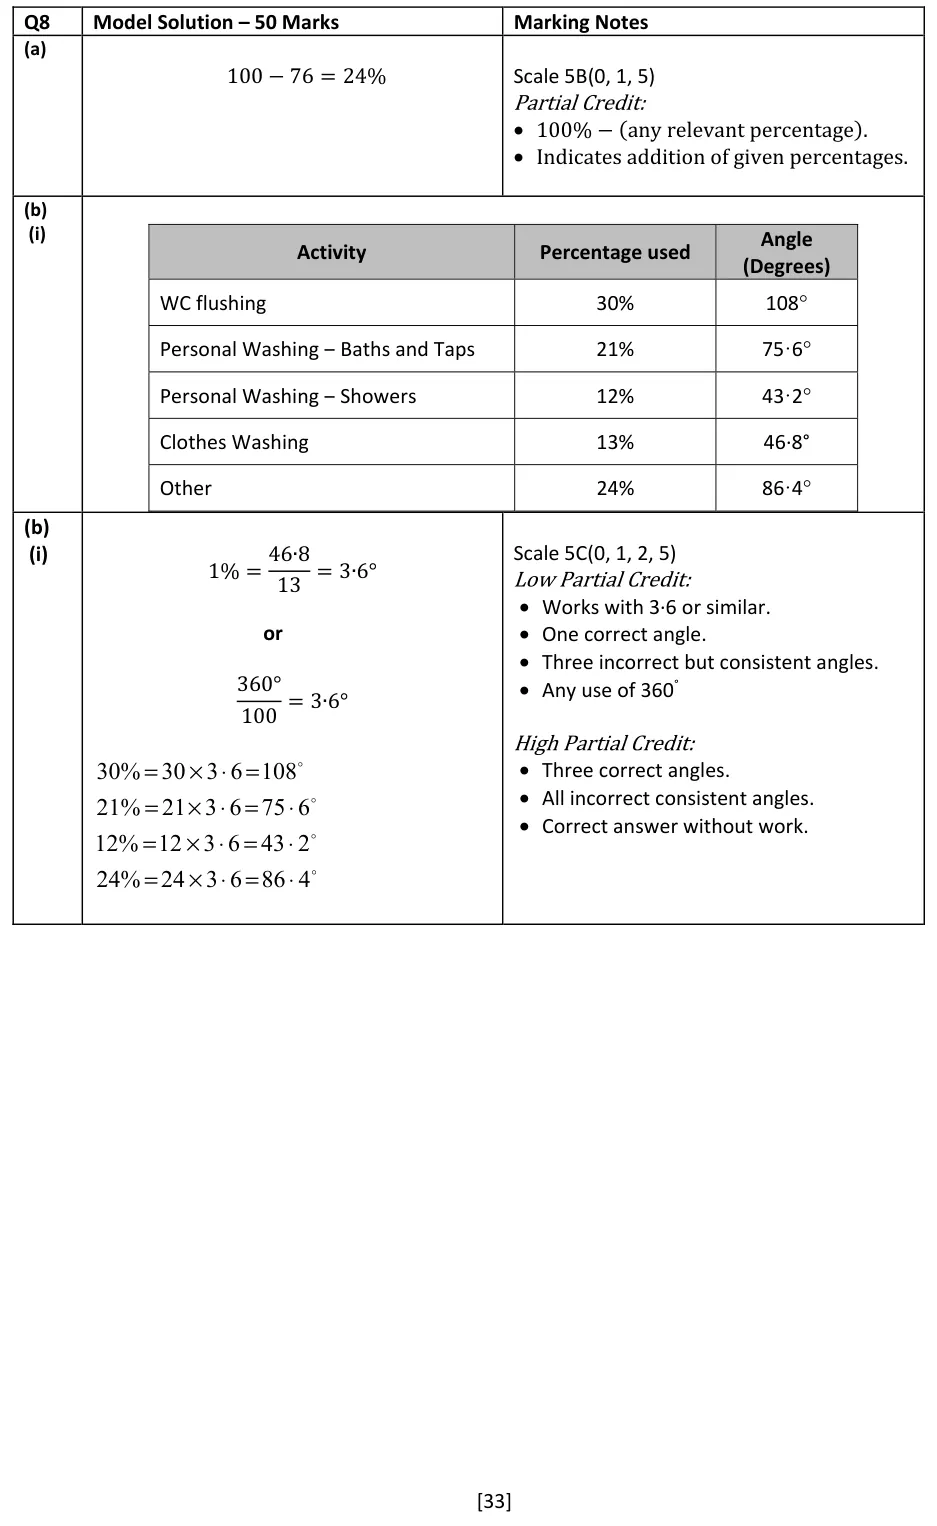 Q8 Model Solution – 50 Marks Marking Notes
(a)
100 − 76 = 24%
Scale 5B(0, 1, 5)
Partial Credit:
• 100% − (any relevant percentage).
• Indicates addition of given percentages.
(b)
(i)
Activity Percentage used Angle (Degrees)
WC flushing 30% 108°
Personal Washing – Baths and Taps 21% 75·6°
Personal Washing – Showers 12% 43·2°
Clothes Washing 13% 46·8°
Other 24% 86·4°
(b)
(i)
1% = 46·8/13 = 3·6°
or
360°/100 = 3·6°
30% = 30 × 3·6 = 108°
21% = 21 × 3·6 = 75·6°
12% = 12 × 3·6 = 43·2°
24% = 24 × 3·6 = 86·4°
Scale 5C(0, 1, 2, 5)
Low Partial Credit:
• Works with 3·6 or similar.
• One correct angle.
• Three incorrect but consistent angles.
• Any use of 360°
High Partial Credit:
• Three correct angles.
• All incorrect consistent angles.
• Correct answer without work.
[33]